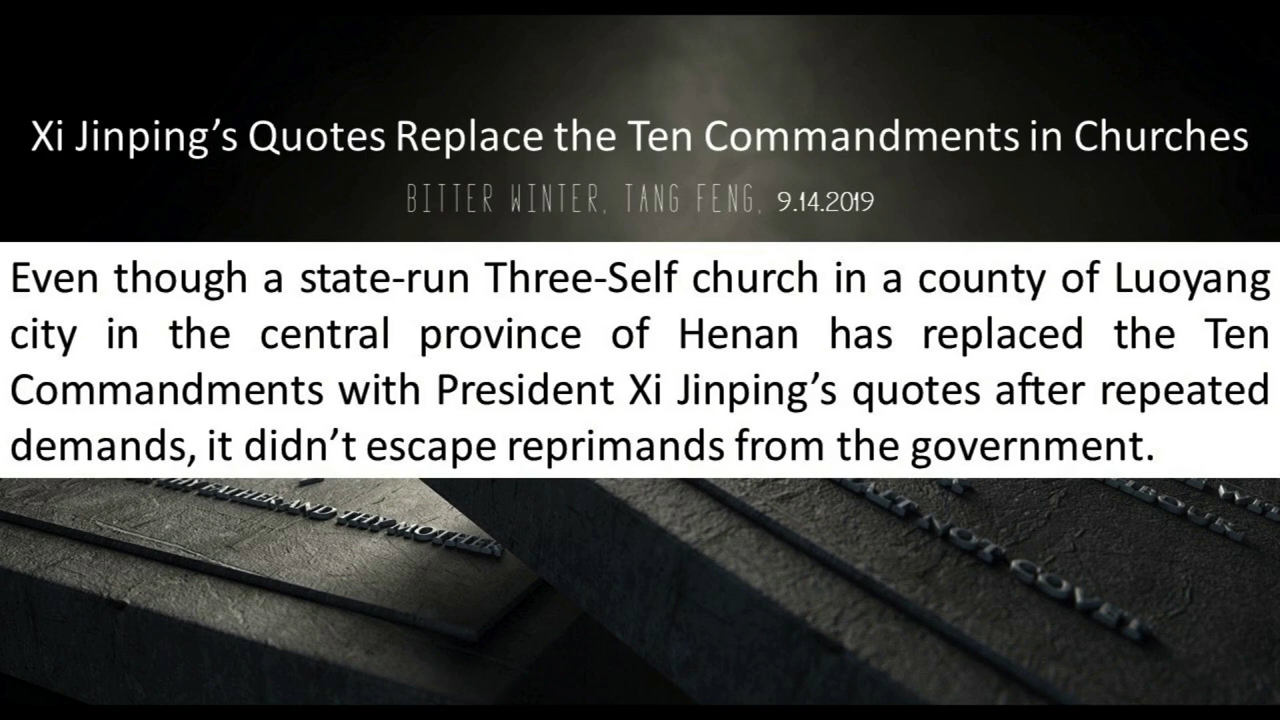 Xi Jinping’s Quotes Replace the Ten Commandments in Churches
BITTER WINTER, TANG FENG, 9.14.2019
Even though a state-run Three-Self church in a county of Luoyang
city in the central province of Henan has replaced the Ten
Commandments with President Xi Jinping’s quotes after repeated
demands, it didn’t escape reprimands from the government.
THY FATHER AND THY MOTHER
NOT COVET